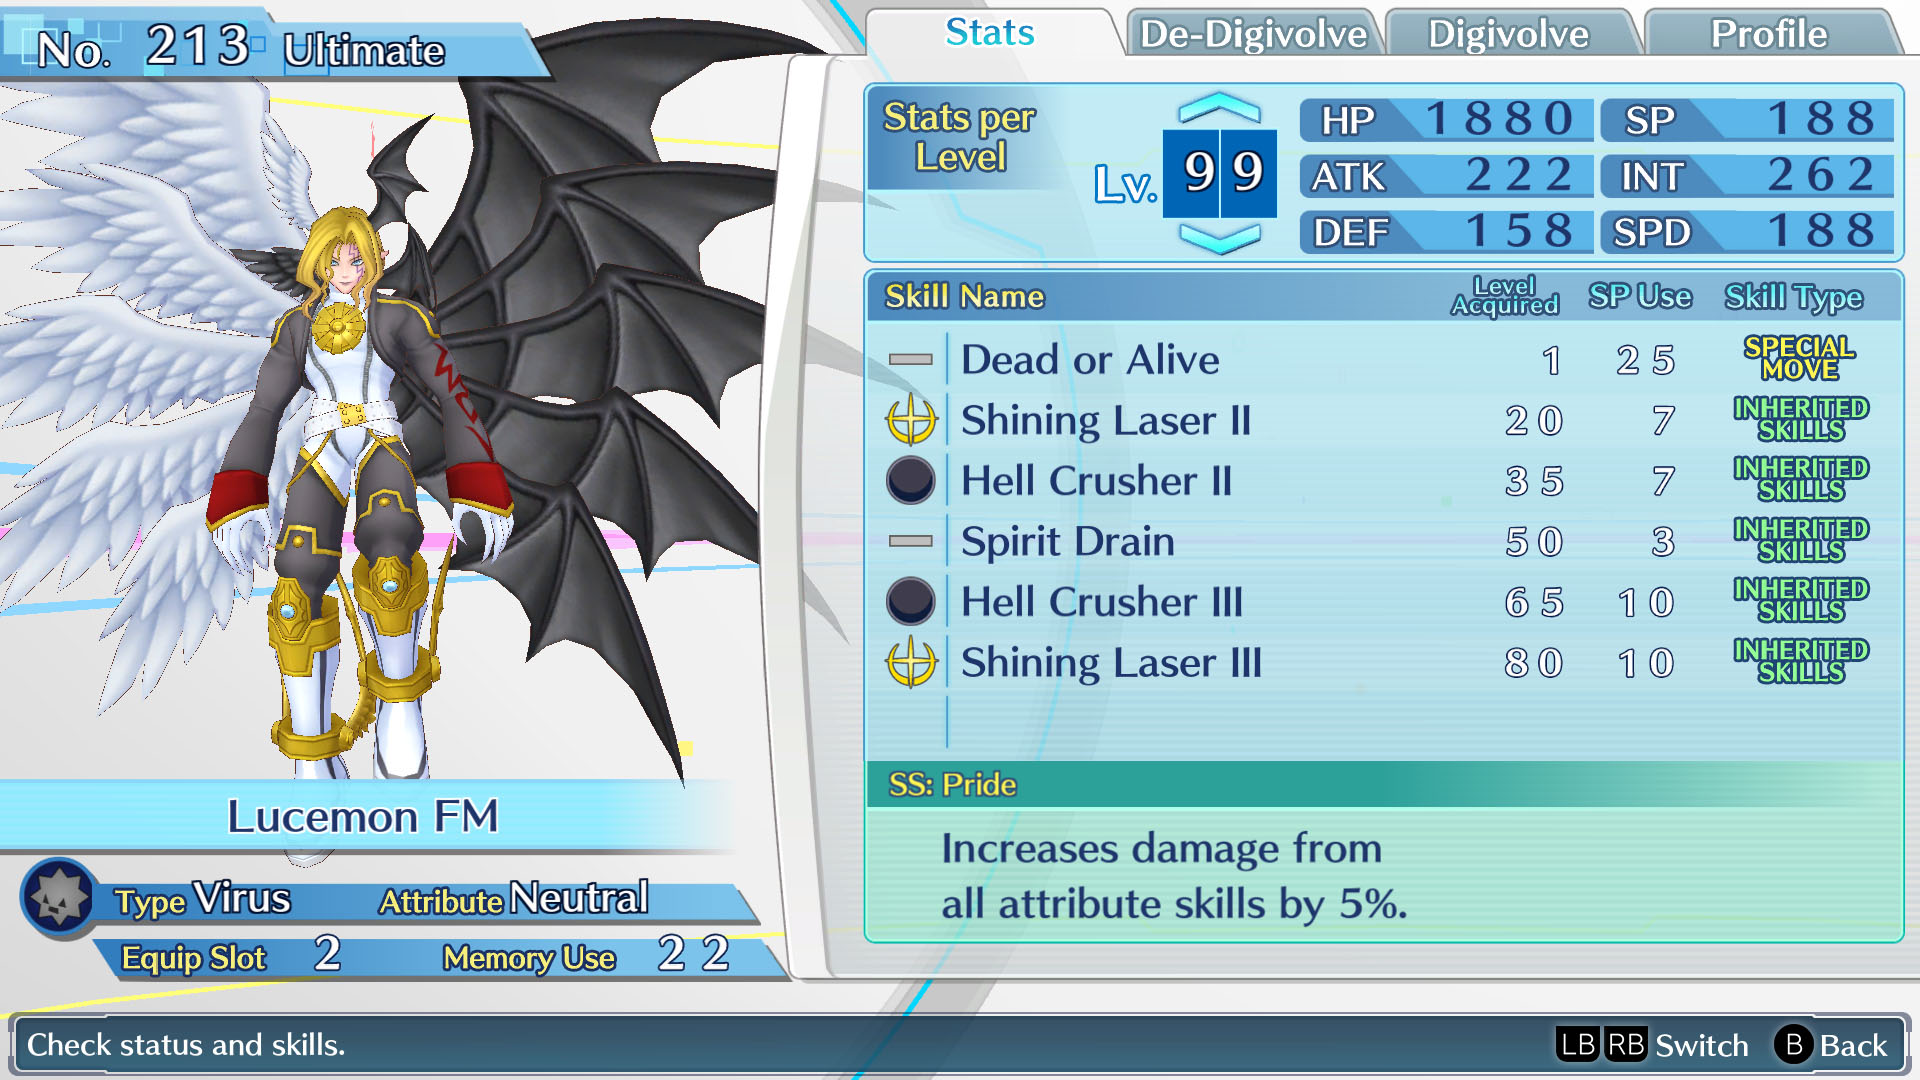 No. 213 Ultimate
Stats De-Digivolve Digivolve Profile
Stats per
Level
Lv. 99
HP 1880 SP 188
ATK 222 INT 262
DEF 158 SPD 188
Skill Name Level Acquired SP Use Skill Type
Dead or Alive 1 25 SPECIAL MOVE
Shining Laser II 20 7 INHERITED SKILLS
Hell Crusher II 35 7 INHERITED SKILLS
Spirit Drain 50 3 INHERITED SKILLS
Hell Crusher III 65 10 INHERITED SKILLS
Shining Laser III 80 10 INHERITED SKILLS
SS: Pride
Increases damage from
all attribute skills by 5%.
Lucemon FM
Type Virus Attribute Neutral
Equip Slot 2 Memory Use 22
Check status and skills.
LB RB Switch B Back